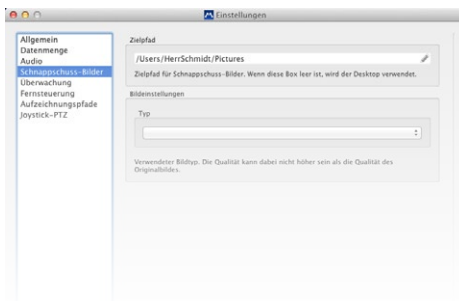 Einstellungen
Allgemein
Datenmenge
Audio
Schnappschuss-Bilder
Überwachung
Fernsteuerung
Aufzeichnungspfade
Joystick-PTZ
Zielpfad
/Users/HerrSchmidt/Pictures
Zielpfad für Schnappschuss-Bilder. Wenn diese Box leer ist, wird der Desktop verwendet.
Bildeinstellungen
Typ
Verwendeter Bildtyp. Die Qualität kann dabei nicht höher sein als die Qualität des
Originalbildes.